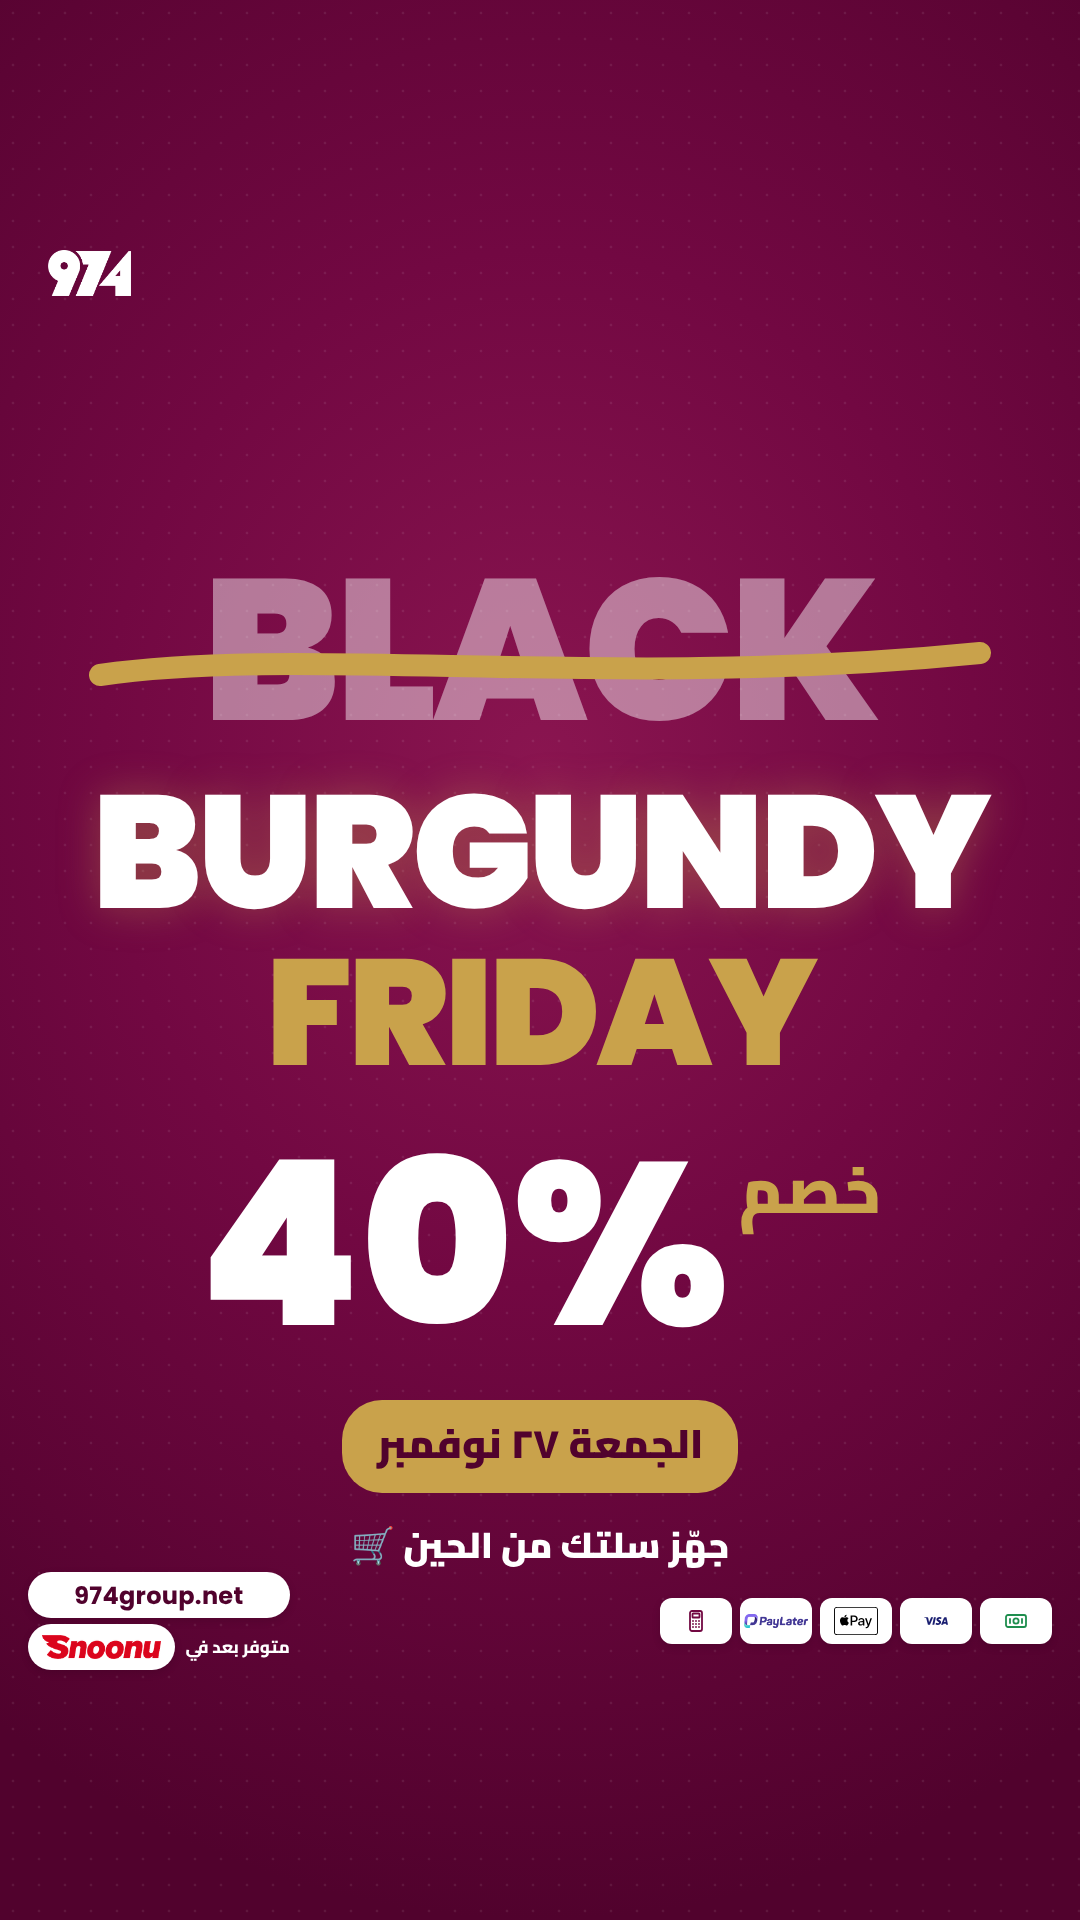 974
BLACK
BURGUNDY
FRIDAY
خصم 40%
الجمعة ٢٧ نوفمبر
جهّز سلتك من الحين 🛒
974group.net
متوفر بعد في Snoonu
PayLater
Pay
VISA